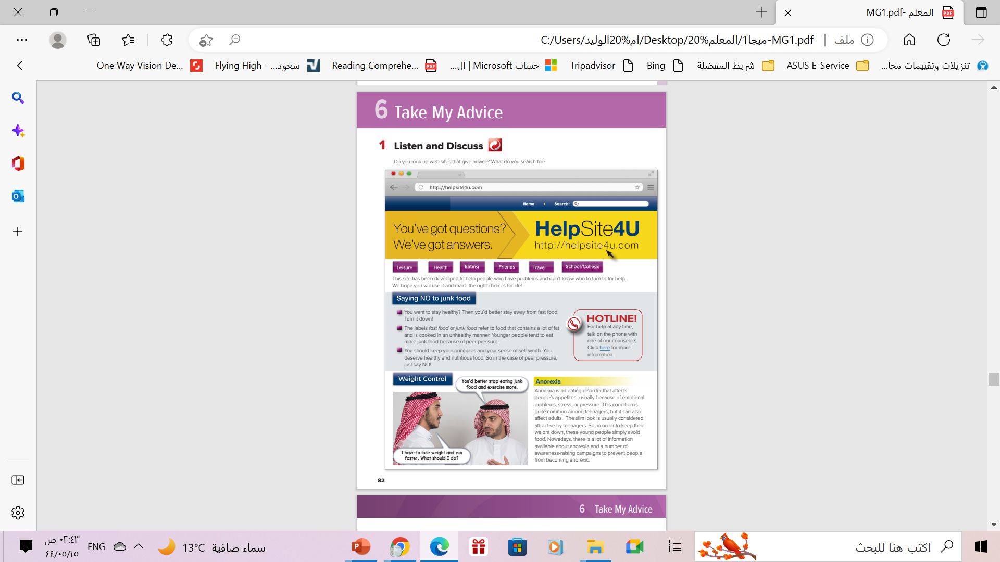 المعلم -MG1.pdf
ملف
C:/Users/ام%20الوليد/Desktop/20%المعلم/ميجا1-MG1.pdf
تنزيلات وتقييمات مجا...
ASUS E-Service
شريط المفضلة
Bing
Tripadvisor
حساب Microsoft | ال...
Reading Comprehe...
Flying High - سعود...
One Way Vision De...
6 Take My Advice
1 Listen and Discuss
Do you look up web sites that give advice? What do you search for?
http://helpsite4u.com
Home • Search:
You've got questions?
We've got answers.
HelpSite4U
http://helpsite4u.com
Leisure Health Eating Friends Travel School/College
This site has been developed to help people who have problems and don't know who to turn to for help.
We hope you will use it and make the right choices for life!
Saying NO to junk food
You want to stay healthy? Then you'd better stay away from fast food.
Turn it down!
The labels fast food or junk food refer to food that contains a lot of fat
and is cooked in an unhealthy manner. Younger people tend to eat
more junk food because of peer pressure.
You should keep your principles and your sense of self-worth. You
deserve healthy and nutritious food. So in the case of peer pressure,
just say NO!
HOTLINE!
For help at any time,
talk on the phone with
one of our counselors.
Click here for more
information.
Weight Control
You'd better stop eating junk
food and exercise more.
I have to lose weight and run
faster. What should I do?
Anorexia
Anorexia is an eating disorder that affects
people's appetites–usually because of emotional
problems, stress, or pressure. This condition is
quite common among teenagers, but it can also
affect adults. The slim look is usually considered
attractive by teenagers. So, in order to keep their
weight down, these young people simply avoid
food. Nowadays, there is a lot of information
available about anorexia and a number of
awareness-raising campaigns to prevent people
from becoming anorexic.
82
6 Take My Advice
اكتب هنا للبحث
13°C سماء صافية
ENG
٠٢:٤٣ ص
٤٤/٠٥/٢٥